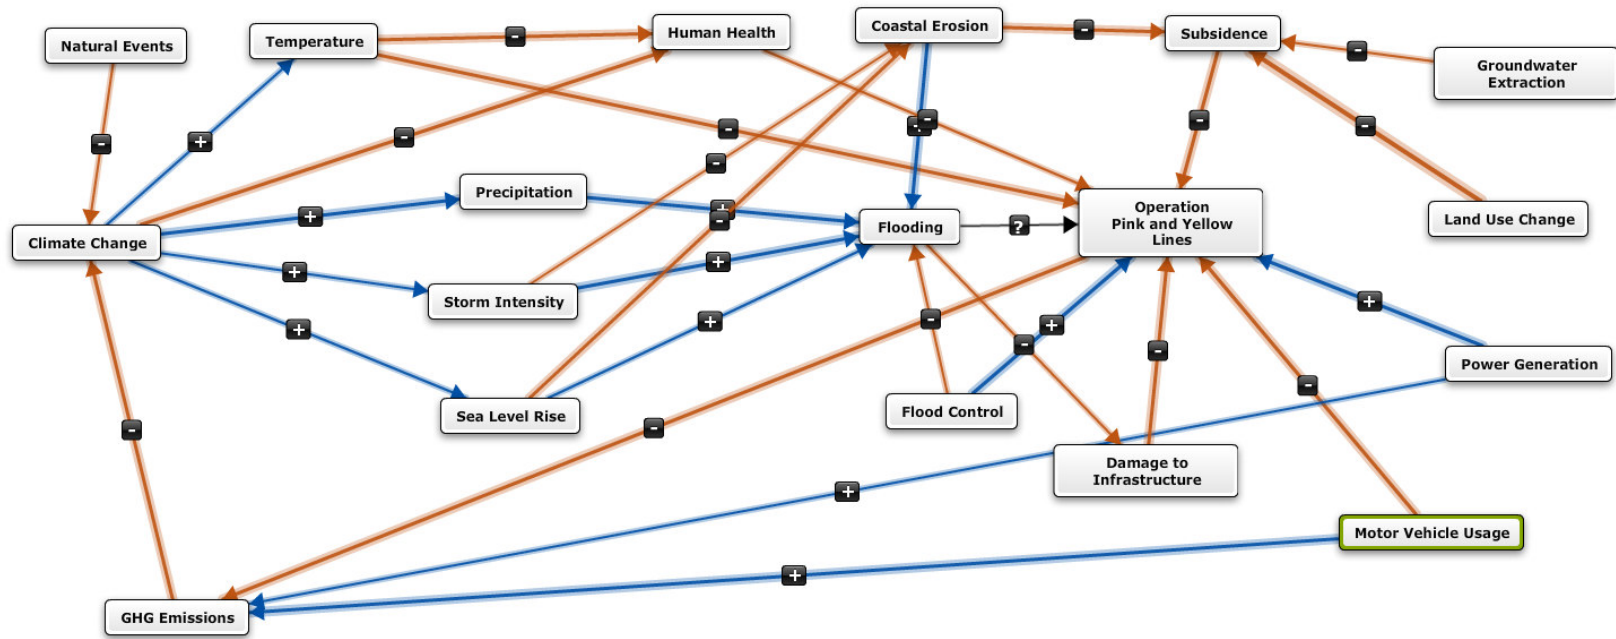 Natural Events
Temperature
-
Human Health
Coastal Erosion
-
Subsidence
-
Groundwater
Extraction
-
+
-
-
-
-
-
-
Precipitation
+
+
-
Operation
Pink and Yellow
Lines
Land Use Change
Climate Change
Flooding
?
+
+
Storm Intensity
+
-
+
+
-
+
-
-
Power Generation
Sea Level Rise
Flood Control
-
-
-
Damage to
Infrastructure
+
Motor Vehicle Usage
+
GHG Emissions